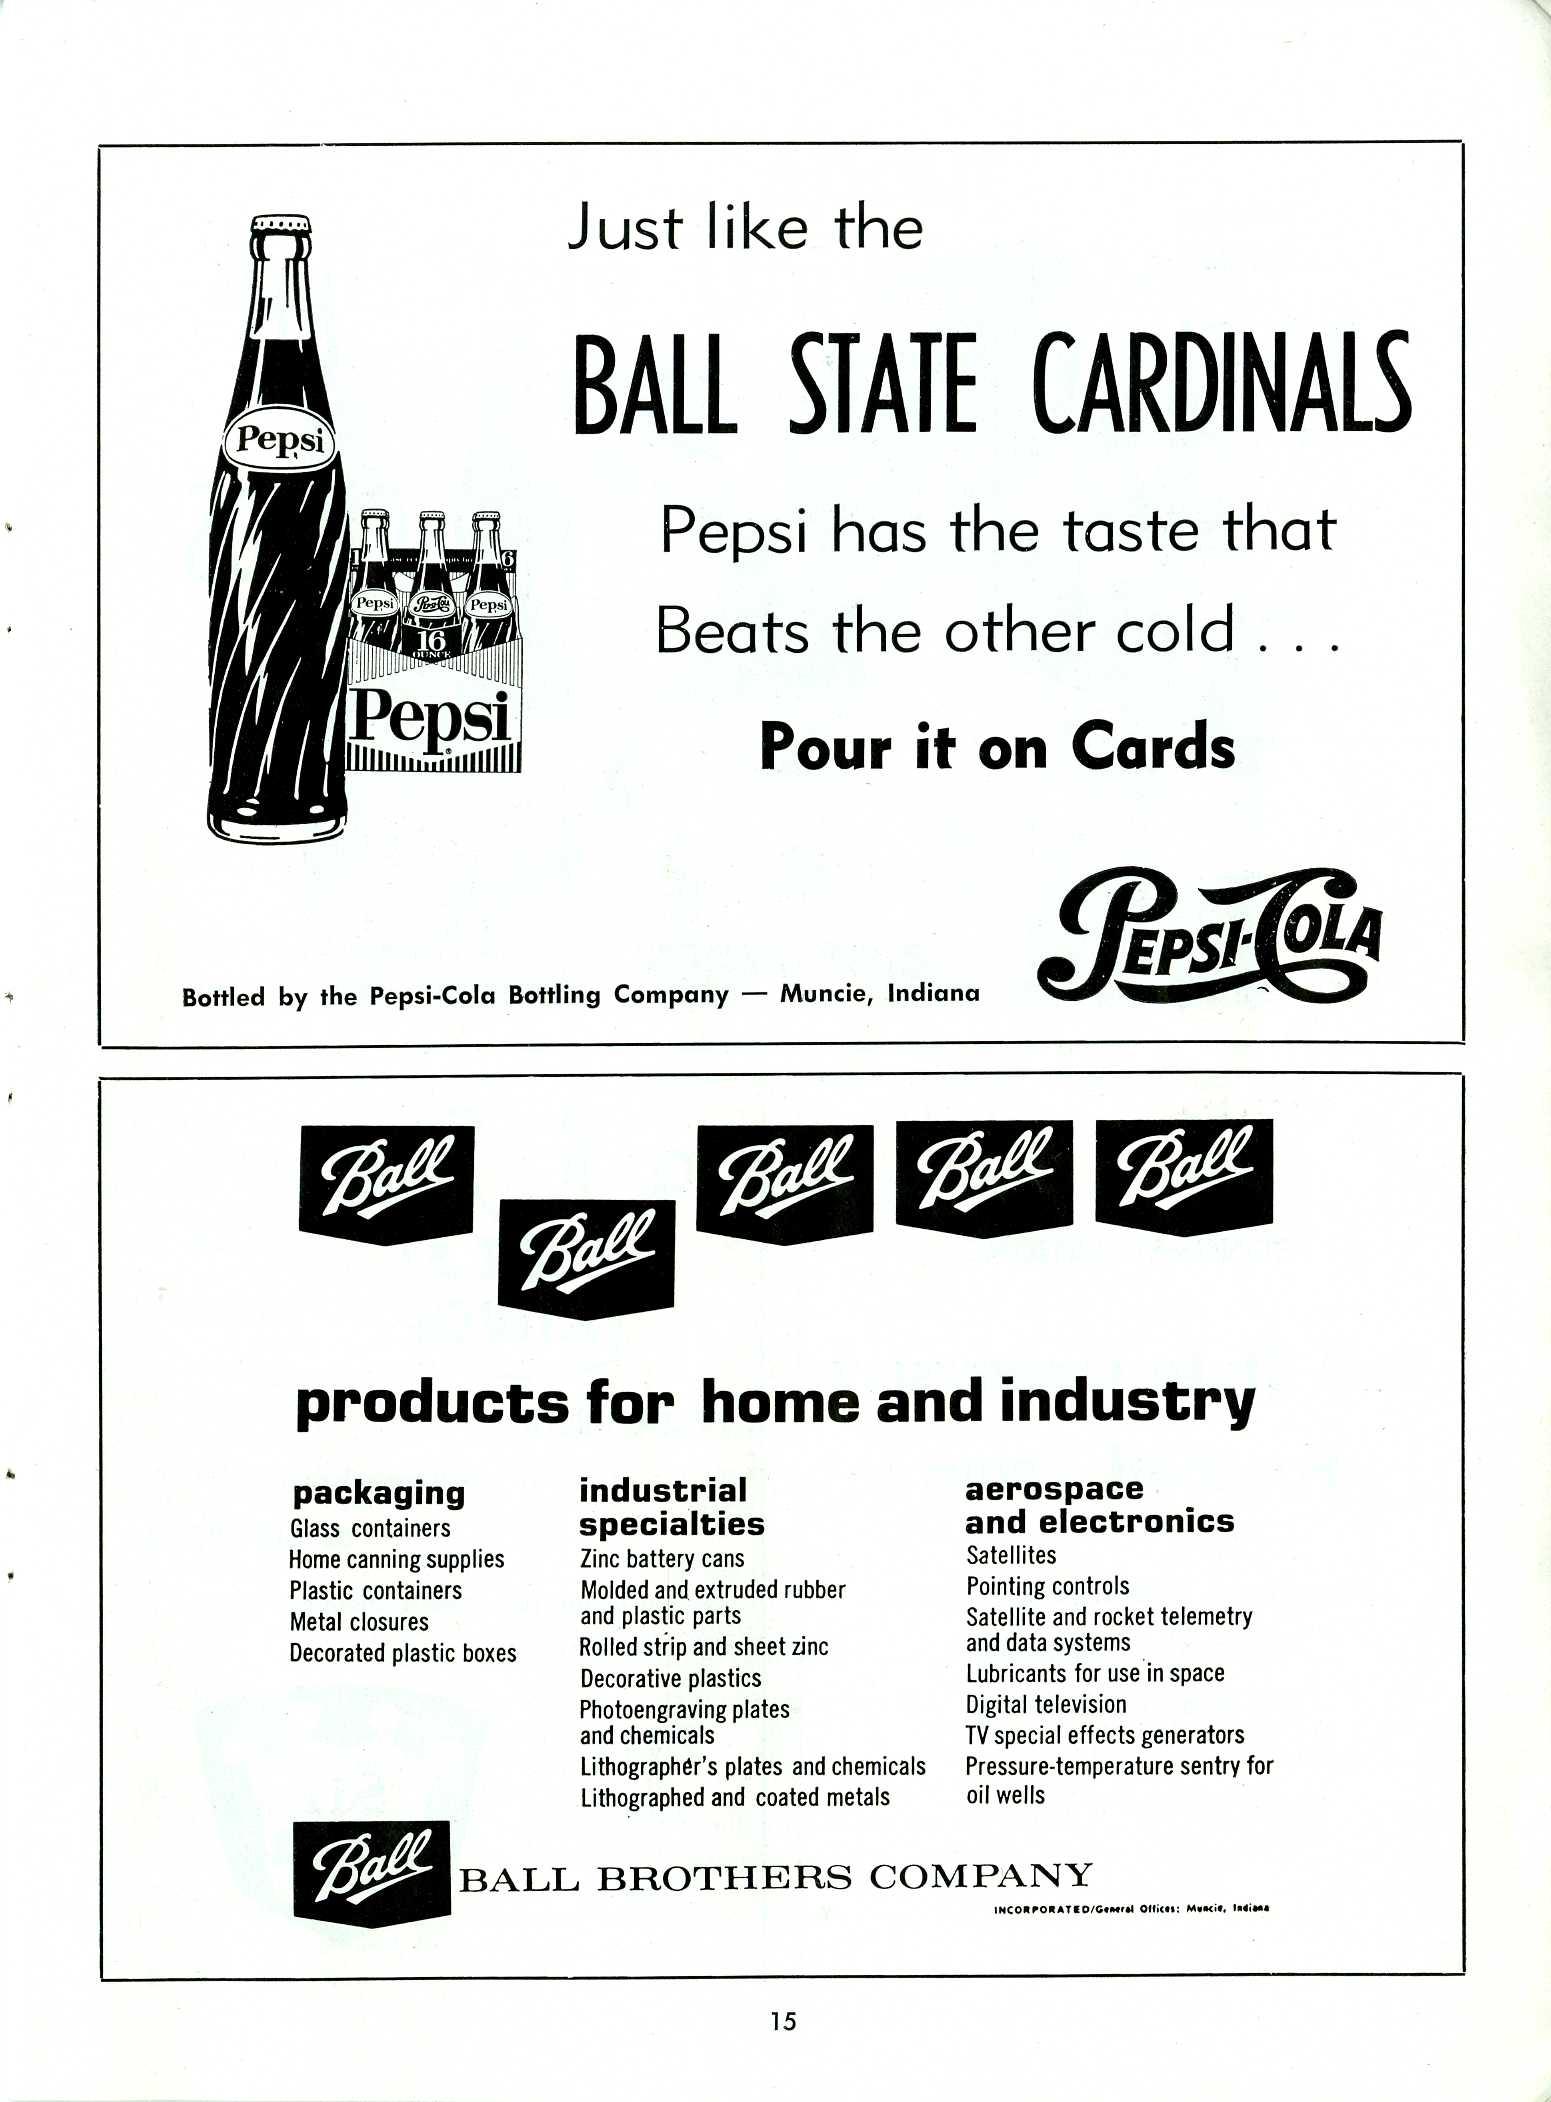 Just like the
BALL STATE CARDINALS
Pepsi has the taste that
Beats the other cold . . .
Pour it on Cards
Pepsi
Pepsi
Pepsi
16
OUNCE
Pepsi
6
PEPSI-COLA
Bottled by the Pepsi-Cola Bottling Company — Muncie, Indiana
Ball
Ball
Ball
Ball
Ball
products for home and industry
packaging
Glass containers
Home canning supplies
Plastic containers
Metal closures
Decorated plastic boxes
industrial
specialties
Zinc battery cans
Molded and extruded rubber
and plastic parts
Rolled strip and sheet zinc
Decorative plastics
Photoengraving plates
and chemicals
Lithographer's plates and chemicals
Lithographed and coated metals
aerospace
and electronics
Satellites
Pointing controls
Satellite and rocket telemetry
and data systems
Lubricants for use in space
Digital television
TV special effects generators
Pressure-temperature sentry for
oil wells
Ball
BALL BROTHERS COMPANY
INCORPORATED/General Offices: Muncie, Indiana
15